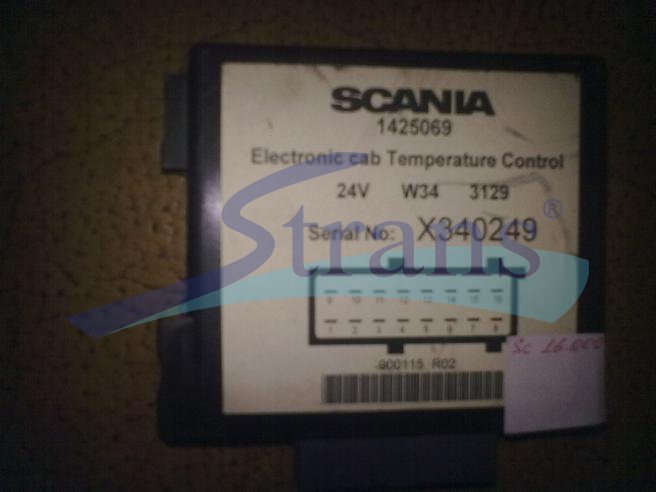 SCANIA
1425069
Electronic cab Temperature Control
24V W34 3129
Serial No: X340249
Strans®
9 10 11 12 13 14 15 16
1 2 3 4 5 6 7 8
900115 R02
Sc 16.000